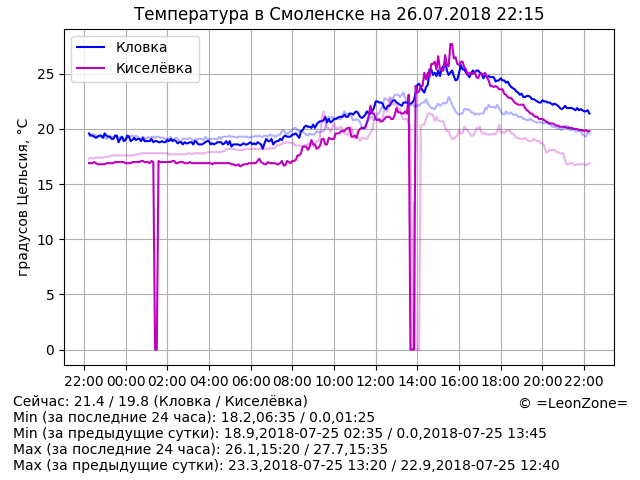 Температура в Смоленске на 26.07.2018 22:15
Кловка
Киселёвка
градусов Цельсия, °C
25
20
15
10
5
0
22:00 00:00 02:00 04:00 06:00 08:00 10:00 12:00 14:00 16:00 18:00 20:00 22:00
Сейчас: 21.4 / 19.8 (Кловка / Киселёвка)
© =LeonZone=
Min (за последние 24 часа): 18.2,06:35 / 0.0,01:25
Min (за предыдущие сутки): 18.9,2018-07-25 02:35 / 0.0,2018-07-25 13:45
Max (за последние 24 часа): 26.1,15:20 / 27.7,15:35
Max (за предыдущие сутки): 23.3,2018-07-25 13:20 / 22.9,2018-07-25 12:40